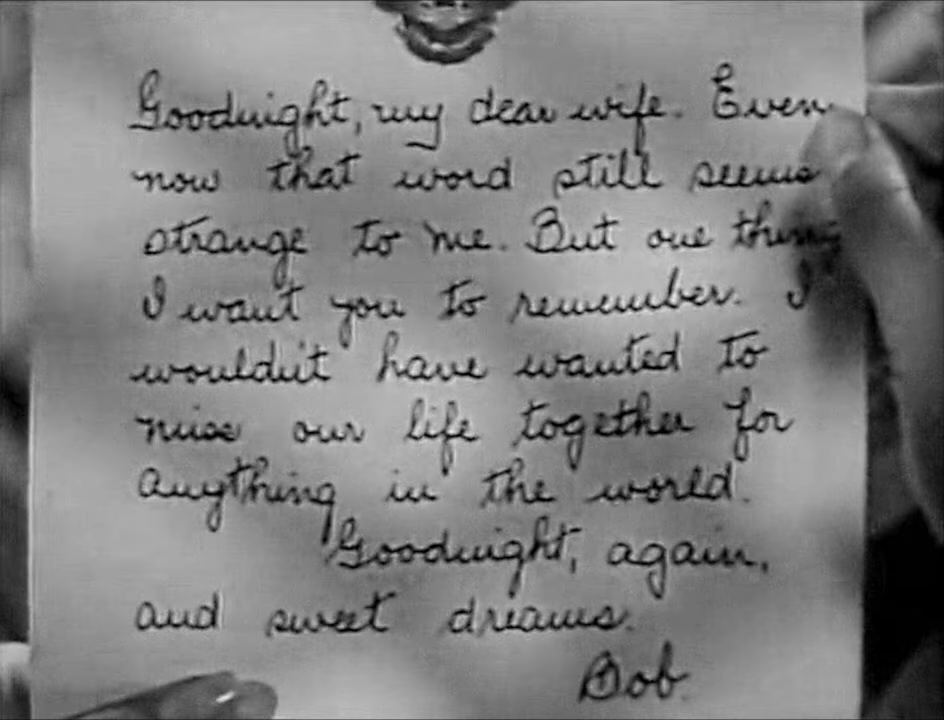 Goodnight, my dear wife. Even
now that word still seems
strange to me. But one thing
I want you to remember. I
wouldn't have wanted to
miss our life together for
anything in the world.
Goodnight, again,
and sweet dreams.
Bob.